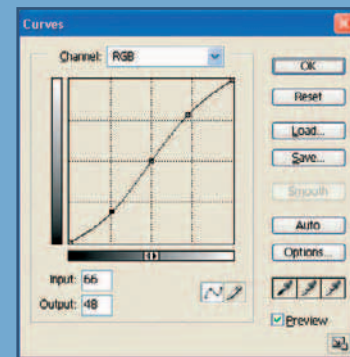 Curves
Channel: RGB
OK
Reset
Load...
Save...
Smooth
Auto
Options...
Input: 66
Output: 48
Preview